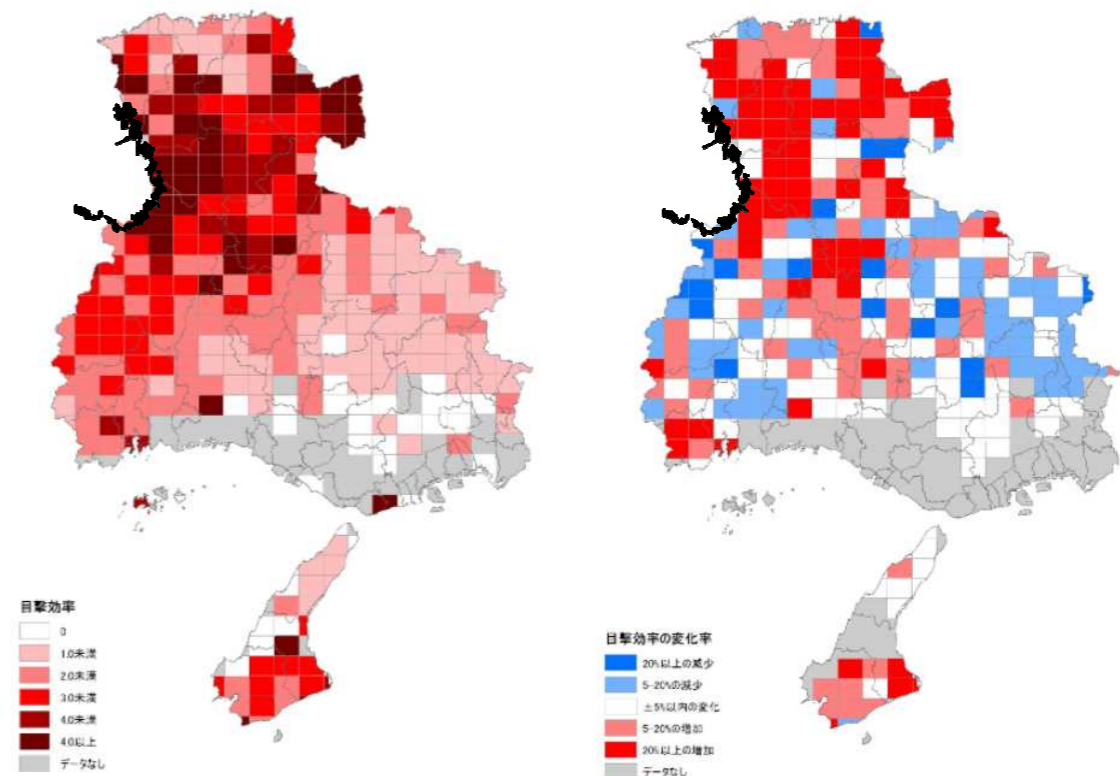 目撃効率
0
1.0未満
2.0未満
3.0未満
4.0未満
4.0以上
データなし
目撃効率の変化率
20%以上の減少
5-20%の減少
±5%以内の変化
5-20%の増加
20%以上の増加
データなし